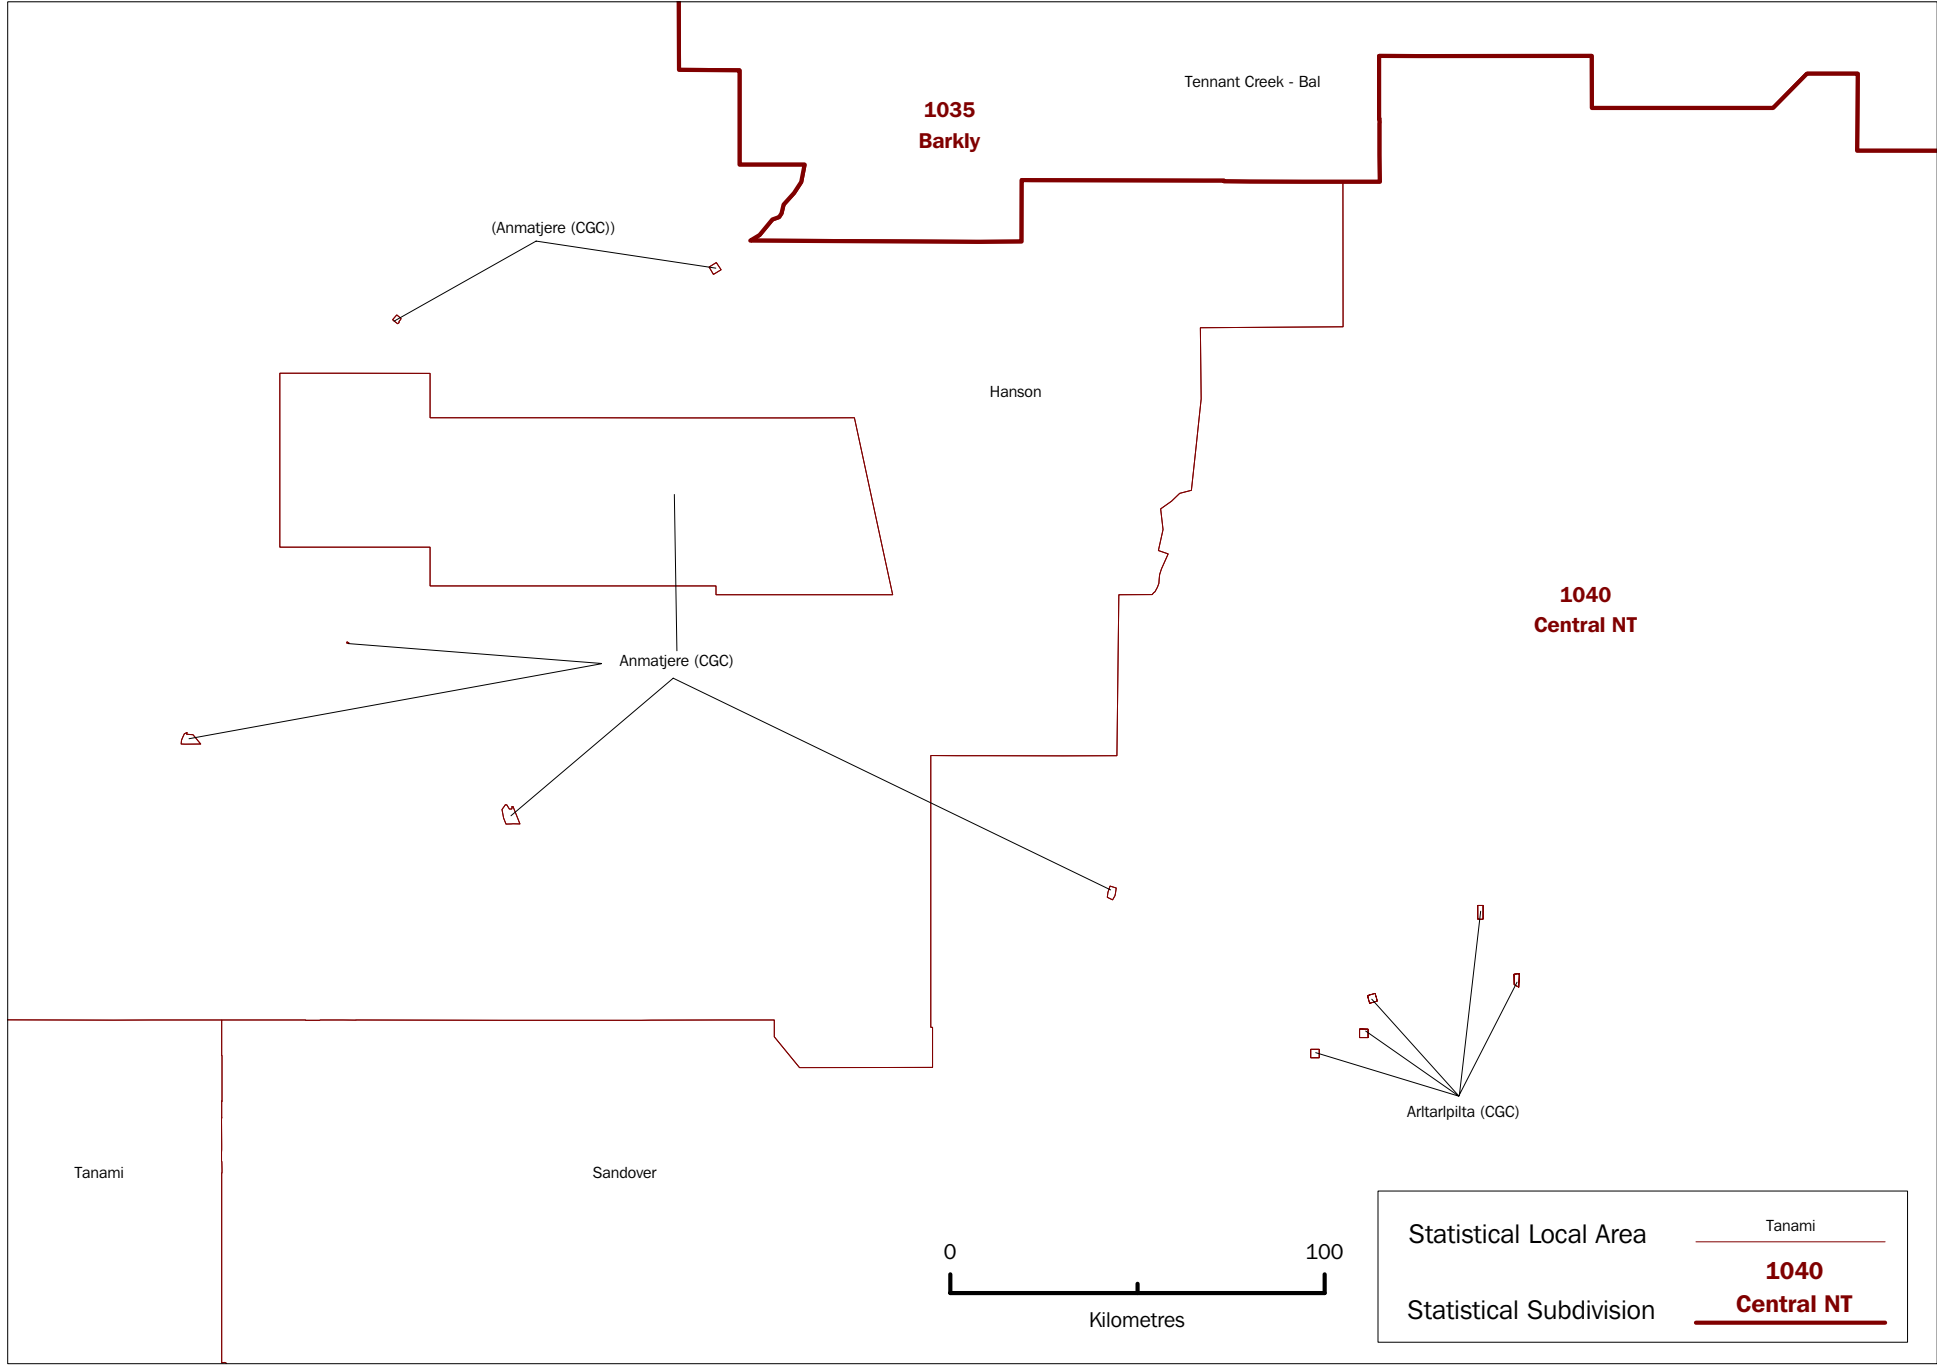 Tennant Creek - Bal
1035
Barkly
(Anmatjere (CGC))
Hanson
1040
Central NT
Anmatjere (CGC)
Arltarlpilta (CGC)
Tanami
Sandover
0
100
Kilometres
Statistical Local Area
Tanami
1040
Central NT
Statistical Subdivision